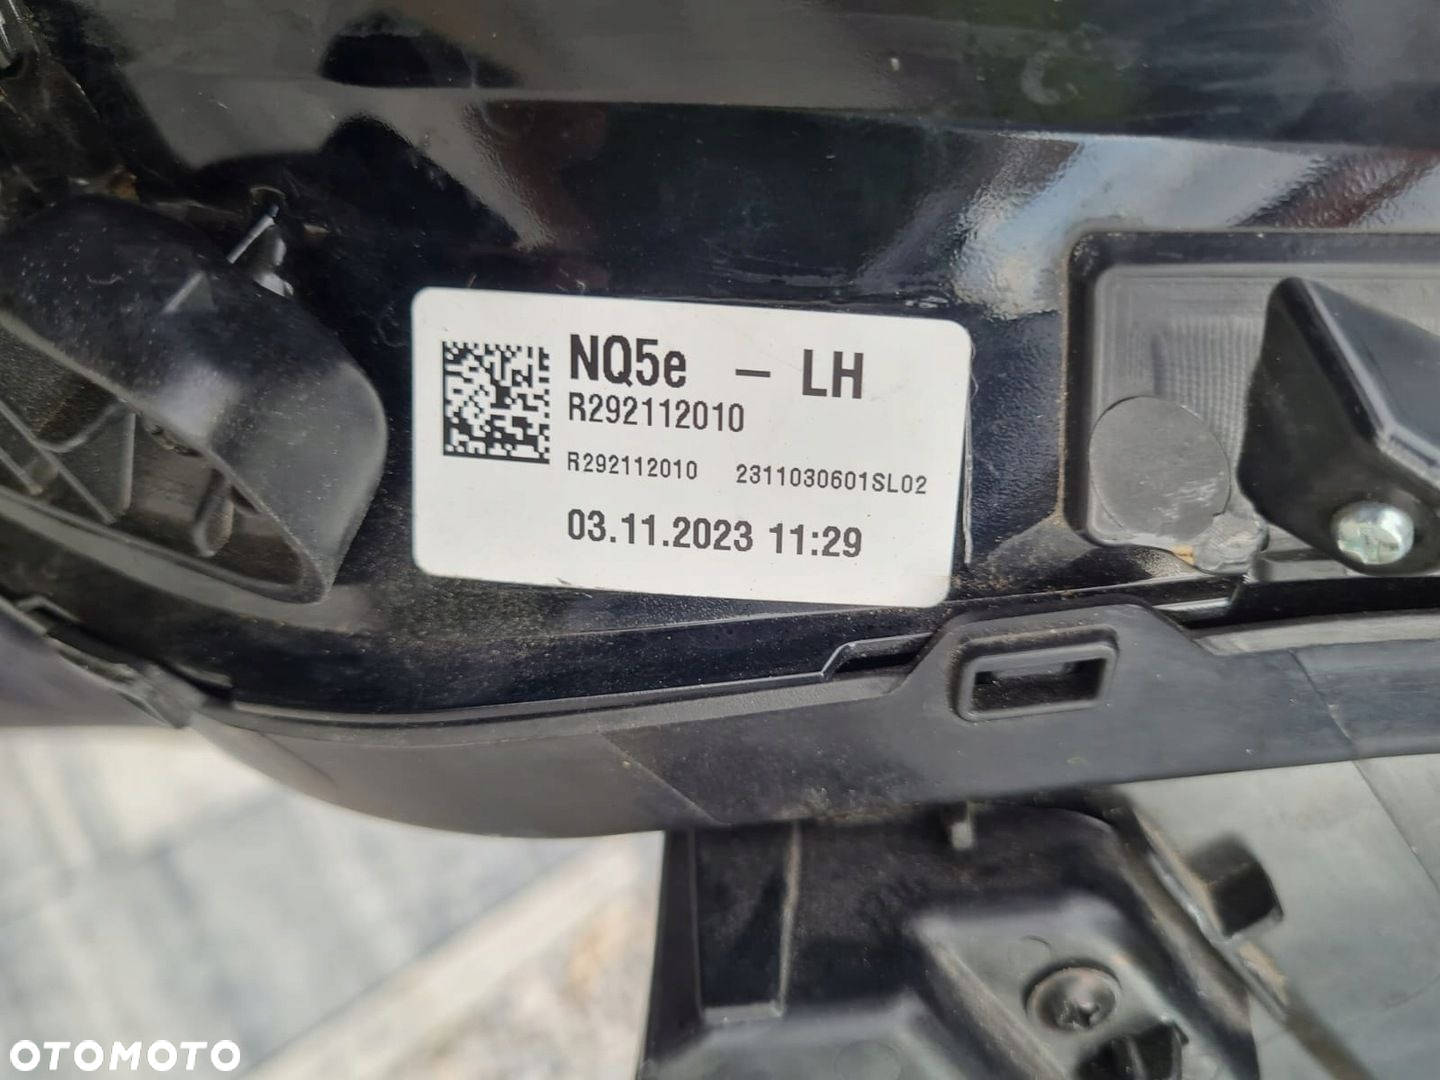 NQ5e – LH
R292112010
R292112010 2311030601SL02
03.11.2023 11:29
OTOMOTO